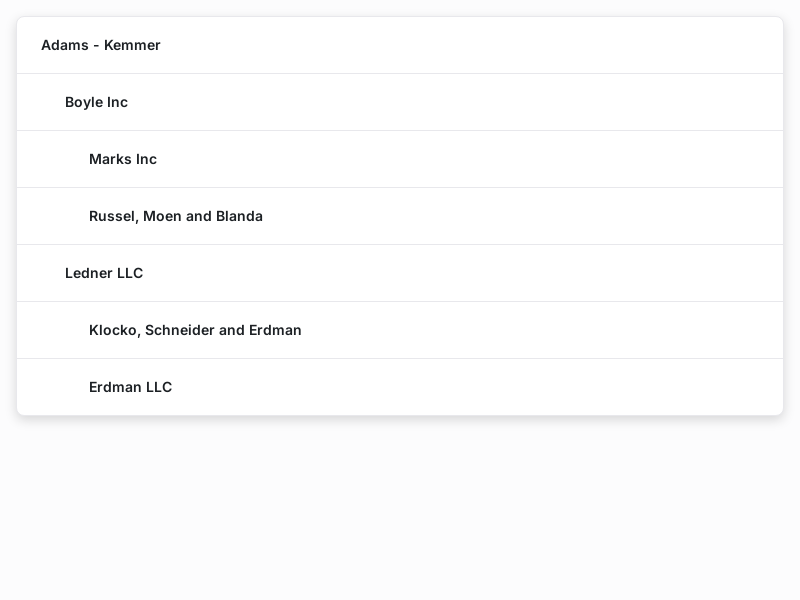 Adams - Kemmer
Boyle Inc
Marks Inc
Russel, Moen and Blanda
Ledner LLC
Klocko, Schneider and Erdman
Erdman LLC